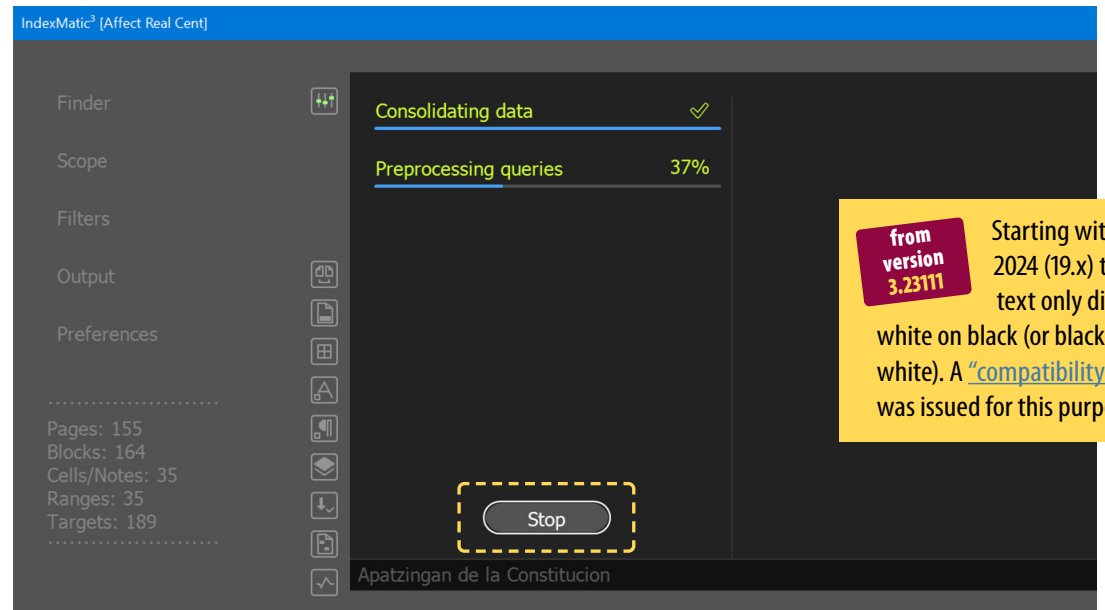 IndexMatic³ [Affect Real Cent]
Finder
Scope
Filters
Output
Preferences
Pages: 155
Blocks: 164
Cells/Notes: 35
Ranges: 35
Targets: 189
Consolidating data
Preprocessing queries 37%
Stop
Apatzingan de la Constitucion
from
version
3.23111
Starting wit
2024 (19.x) t
text only di
white on black (or black
white). A “compatibility
was issued for this purp